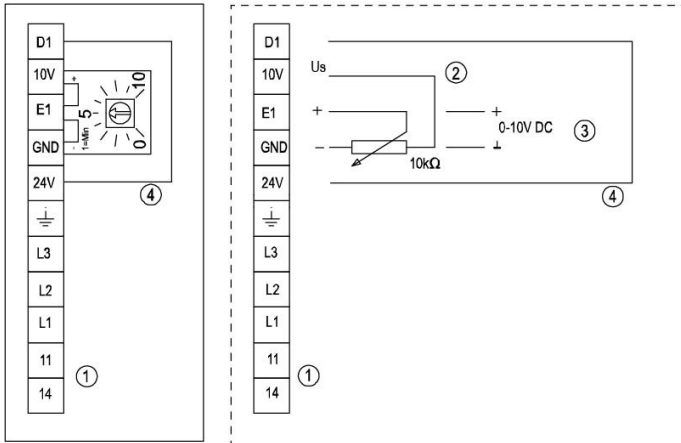 D1
10V
E1
GND
24V
L3
L2
L1
11
14
+
-
1=Min
0
5
10
④
①
D1
10V
E1
GND
24V
L3
L2
L1
11
14
Us
+
–
10kΩ
②
+
0-10V DC
⊥
③
④
①